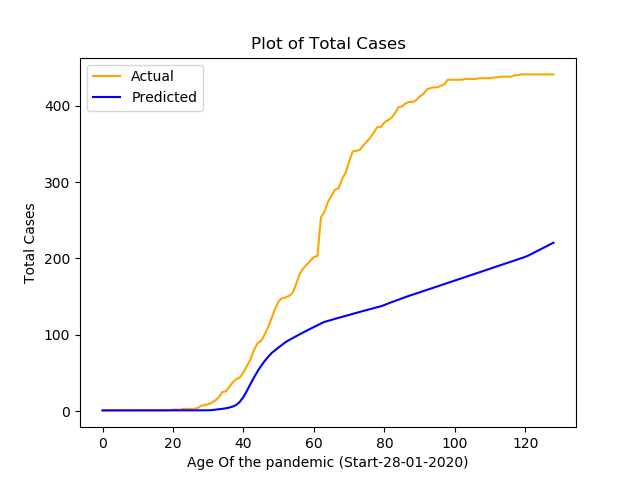 Plot of Total Cases
Actual
Predicted
Total Cases
400
300
200
100
0
0 20 40 60 80 100 120
Age Of the pandemic (Start-28-01-2020)